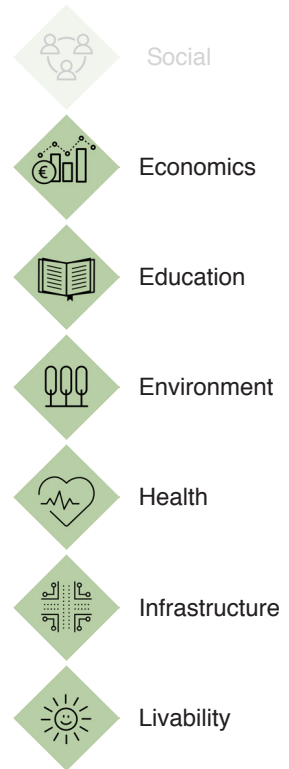 Social
Economics
€
Education
Environment
Health
Infrastructure
Livability